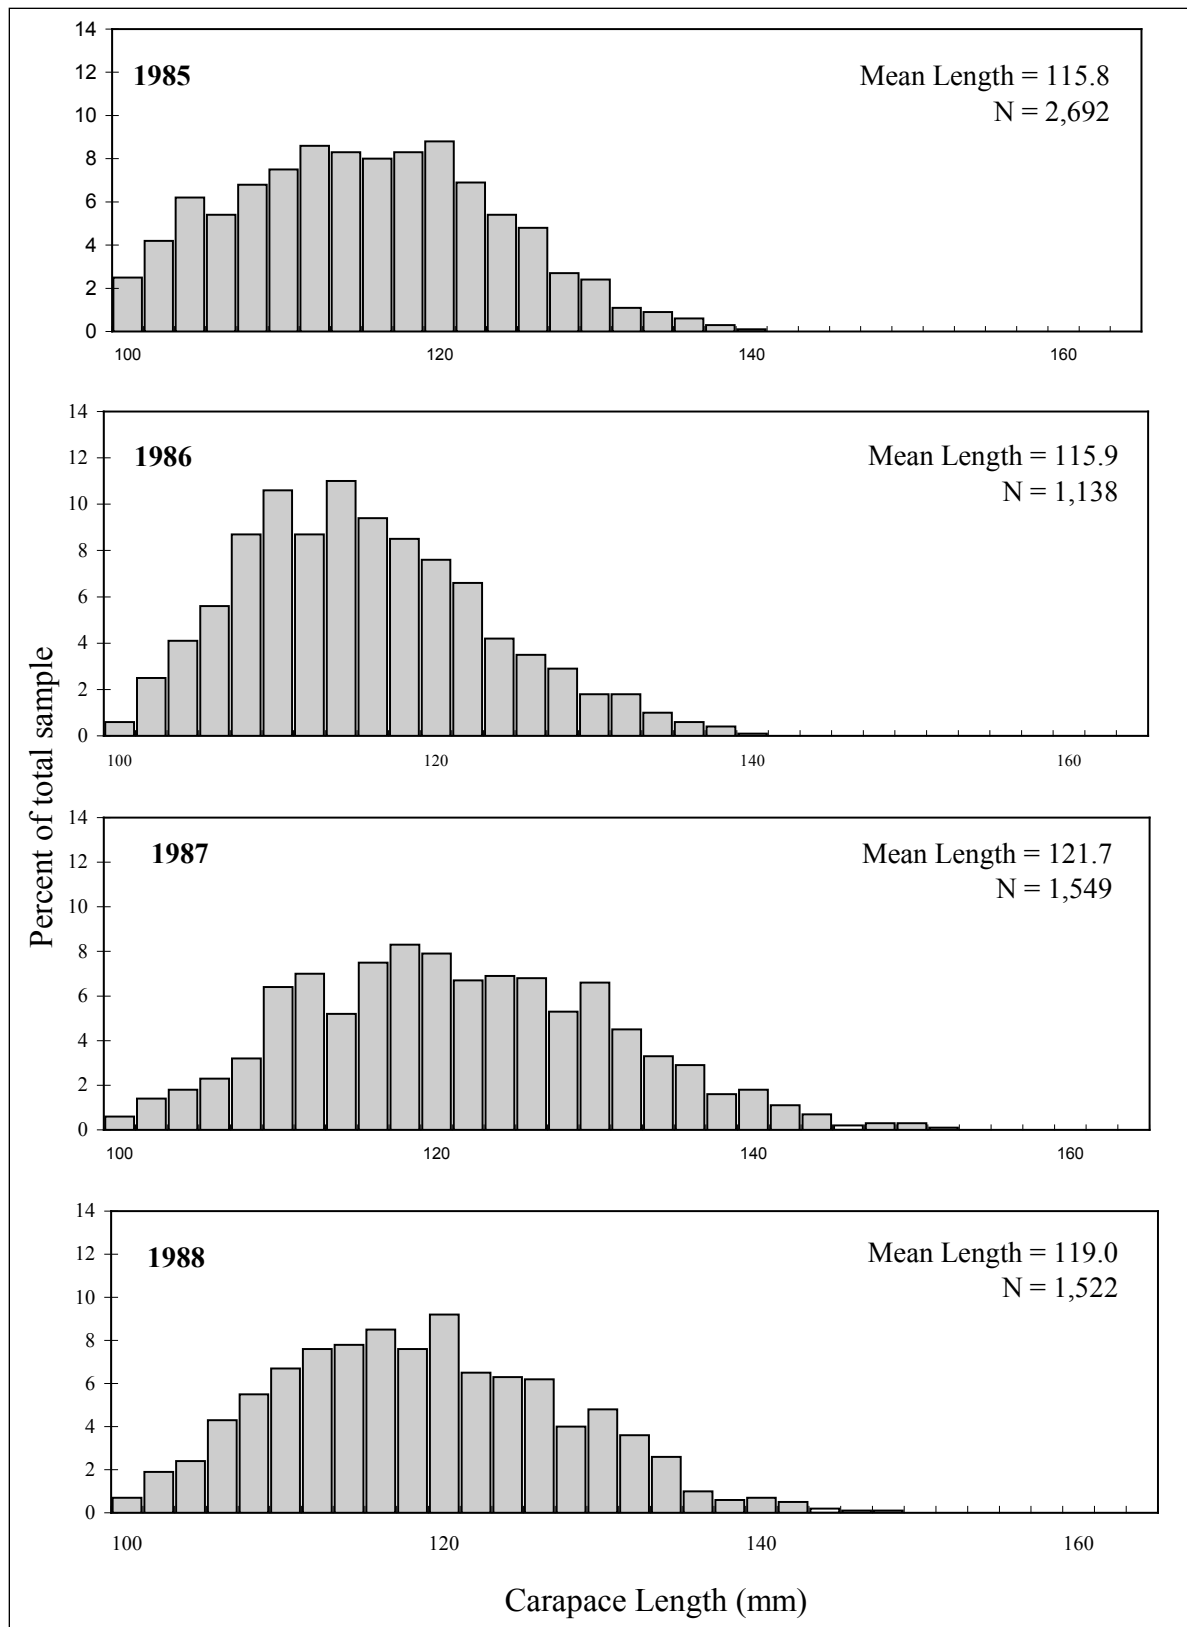 14
12
10
8
6
4
2
0
1985
Mean Length = 115.8
N = 2,692
100 120 140 160
14
12
10
8
6
4
2
0
1986
Mean Length = 115.9
N = 1,138
100 120 140 160
14
12
10
8
6
4
2
0
1987
Mean Length = 121.7
N = 1,549
100 120 140 160
14
12
10
8
6
4
2
0
1988
Mean Length = 119.0
N = 1,522
100 120 140 160
Percent of total sample
Carapace Length (mm)